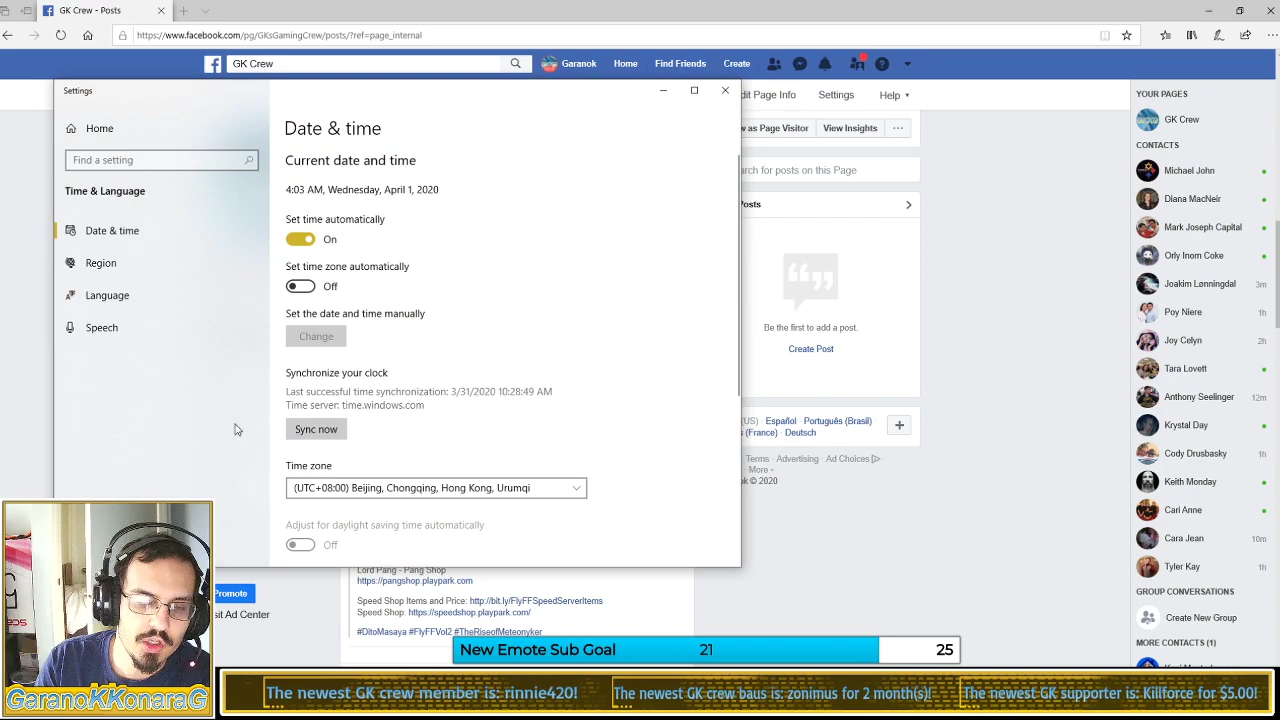 GK Crew - Posts
https://www.facebook.com/pg/GKsGamingCrew/posts/?ref=page_internal
GK Crew
Garanok
Home
Find Friends
Create
Settings
Home
Find a setting
Time & Language
Date & time
Region
Language
Speech
Date & time
Current date and time
4:03 AM, Wednesday, April 1, 2020
Set time automatically
On
Set time zone automatically
Off
Set the date and time manually
Change
Synchronize your clock
Last successful time synchronization: 3/31/2020 10:28:49 AM
Time server: time.windows.com
Sync now
Time zone
(UTC+08:00) Beijing, Chongqing, Hong Kong, Urumqi
Adjust for daylight saving time automatically
Off
dit Page Info
Settings
Help
w as Page Visitor
View Insights
rch for posts on this Page
Posts
Be the first to add a post.
Create Post
(US) Español · Português (Brasil)
(France) · Deutsch
Terms · Advertising · Ad Choices
More
ok © 2020
YOUR PAGES
GK Crew
CONTACTS
Michael John
Diana MacNeir
Mark Joseph Capital
Orly Inom Coke
Joakim Lønningdal 3m
Poy Niere 1h
Joy Celyn 2h
Tara Lovett
Anthony Seelinger 12m
Krystal Day
Cody Drusbasky
Keith Monday
Carl Anne
Cara Jean 10m
Tyler Kay 1h
GROUP CONVERSATIONS
Create New Group
MORE CONTACTS (1)
Promote
sit Ad Center
Lord Pang - Pang Shop
https://pangshop.playpark.com
Speed Shop Items and Price: http://bit.ly/FlyFFSpeedServerItems
Speed Shop: https://speedshop.playpark.com/
#DitoMasaya #FlyFFVol2 #TheRiseofMeteonyker
New Emote Sub Goal 21 25
The newest GK crew member is: rinnie420!
The newest GK crew baus is: zonimus for 2 month(s)!
The newest GK supporter is: Killforce for $5.00!